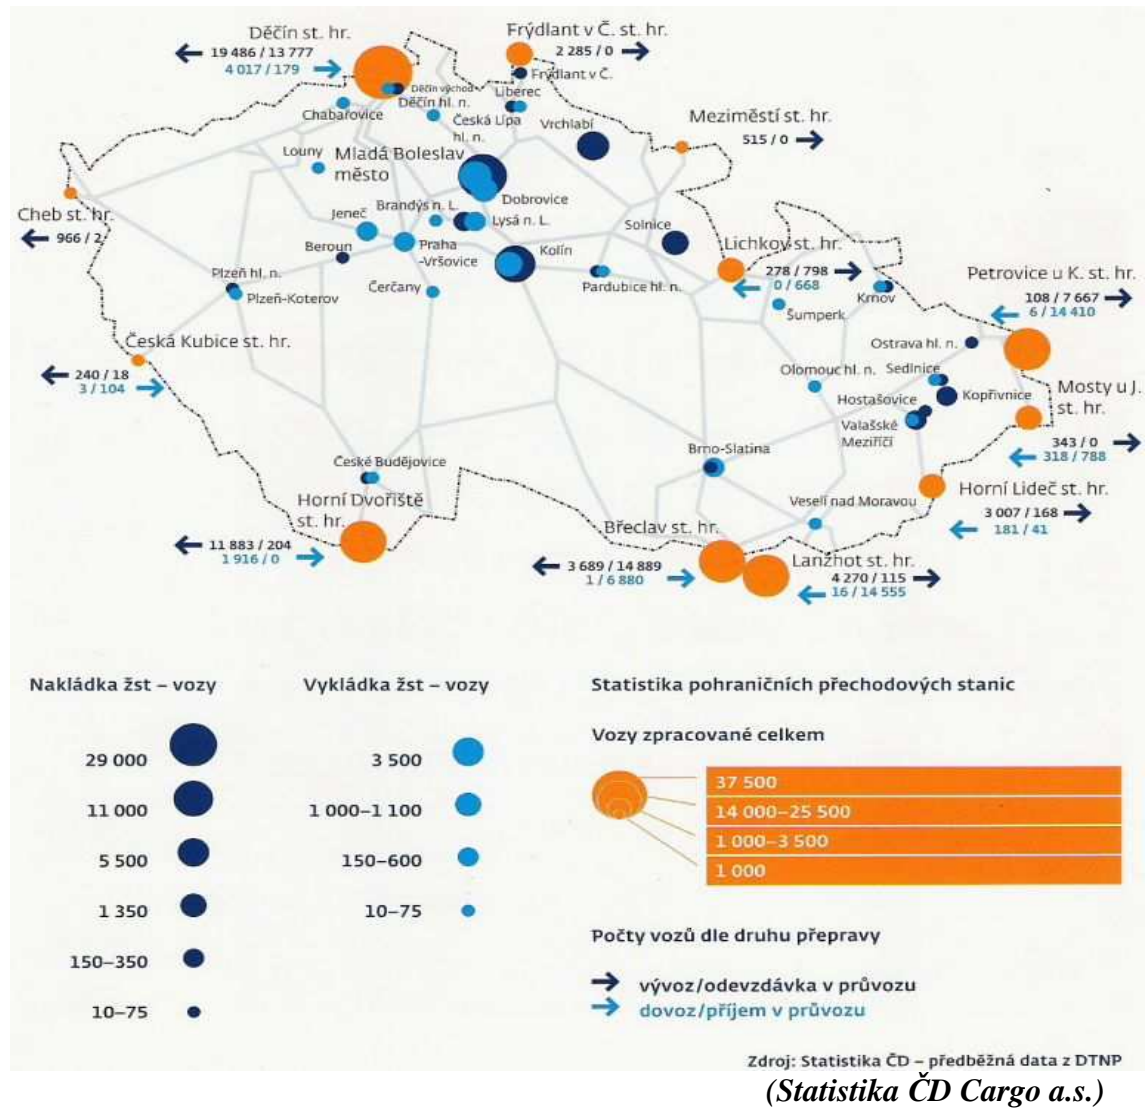 Děčín st. hr.
19 486 / 13 777
4 017 / 179
Frýdlant v Č. st. hr.
2 285 / 0
Frýdlant v Č.
Děčín východ
Děčín hl. n.
Liberec
Chabařovice
Česká Lípa
hl. n.
Vrchlabí
Meziměstí st. hr.
515 / 0
Louny
Mladá Boleslav
město
Dobrovice
Cheb st. hr.
966 / 2
Jeneč
Brandýs n. L.
Lysá n. L.
Solnice
Beroun
Praha
-Vršovice
Kolín
Lichkov st. hr.
278 / 798
0 / 668
Plzeň hl. n.
Plzeň-Koterov
Čerčany
Pardubice hl. n.
Šumperk
Krnov
Petrovice u K. st. hr.
108 / 7 667
6 / 14 410
Česká Kubice st. hr.
240 / 18
3 / 104
Ostrava hl. n.
Olomouc hl. n.
Sedlnice
Kopřivnice
Hostašovice
Valašské
Meziříčí
Mosty u J.
st. hr.
343 / 0
318 / 788
České Budějovice
Brno-Slatina
Horní Dvořiště
st. hr.
11 883 / 204
1 916 / 0
Veselí nad Moravou
Horní Lideč st. hr.
3 007 / 168
181 / 41
Břeclav st. hr.
3 689 / 14 889
1 / 6 880
Lanžhot st. hr.
4 270 / 115
16 / 14 555
Nakládka žst – vozy
29 000
11 000
5 500
1 350
150–350
10–75
Vykládka žst – vozy
3 500
1 000–1 100
150–600
10–75
Statistika pohraničních přechodových stanic
Vozy zpracované celkem
37 500
14 000–25 500
1 000–3 500
1 000
Počty vozů dle druhu přepravy
vývoz/odevzdávka v průvozu
dovoz/příjem v průvozu
Zdroj: Statistika ČD – předběžná data z DTNP
(Statistika ČD Cargo a.s.)